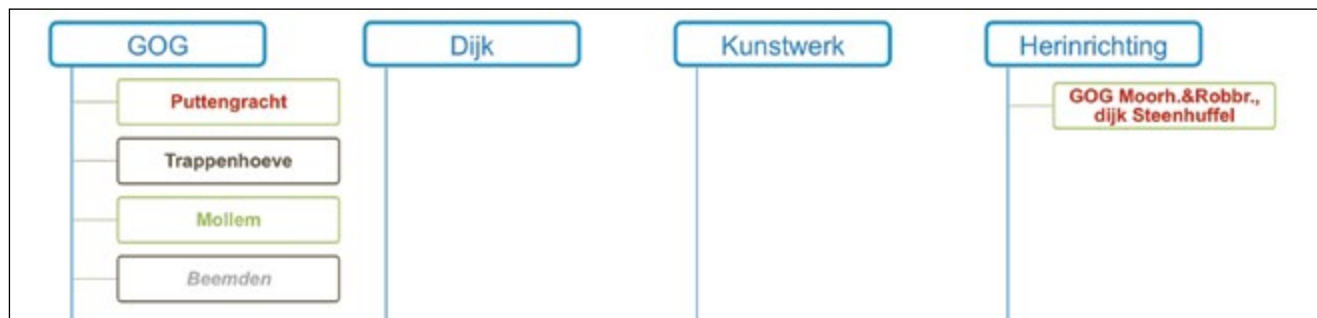 GOG
Dijk
Kunstwerk
Herinrichting
Puttengracht
Trappenhoeve
Mollem
Beemden
GOG Moorh.&Robbr.,
dijk Steenhuffel